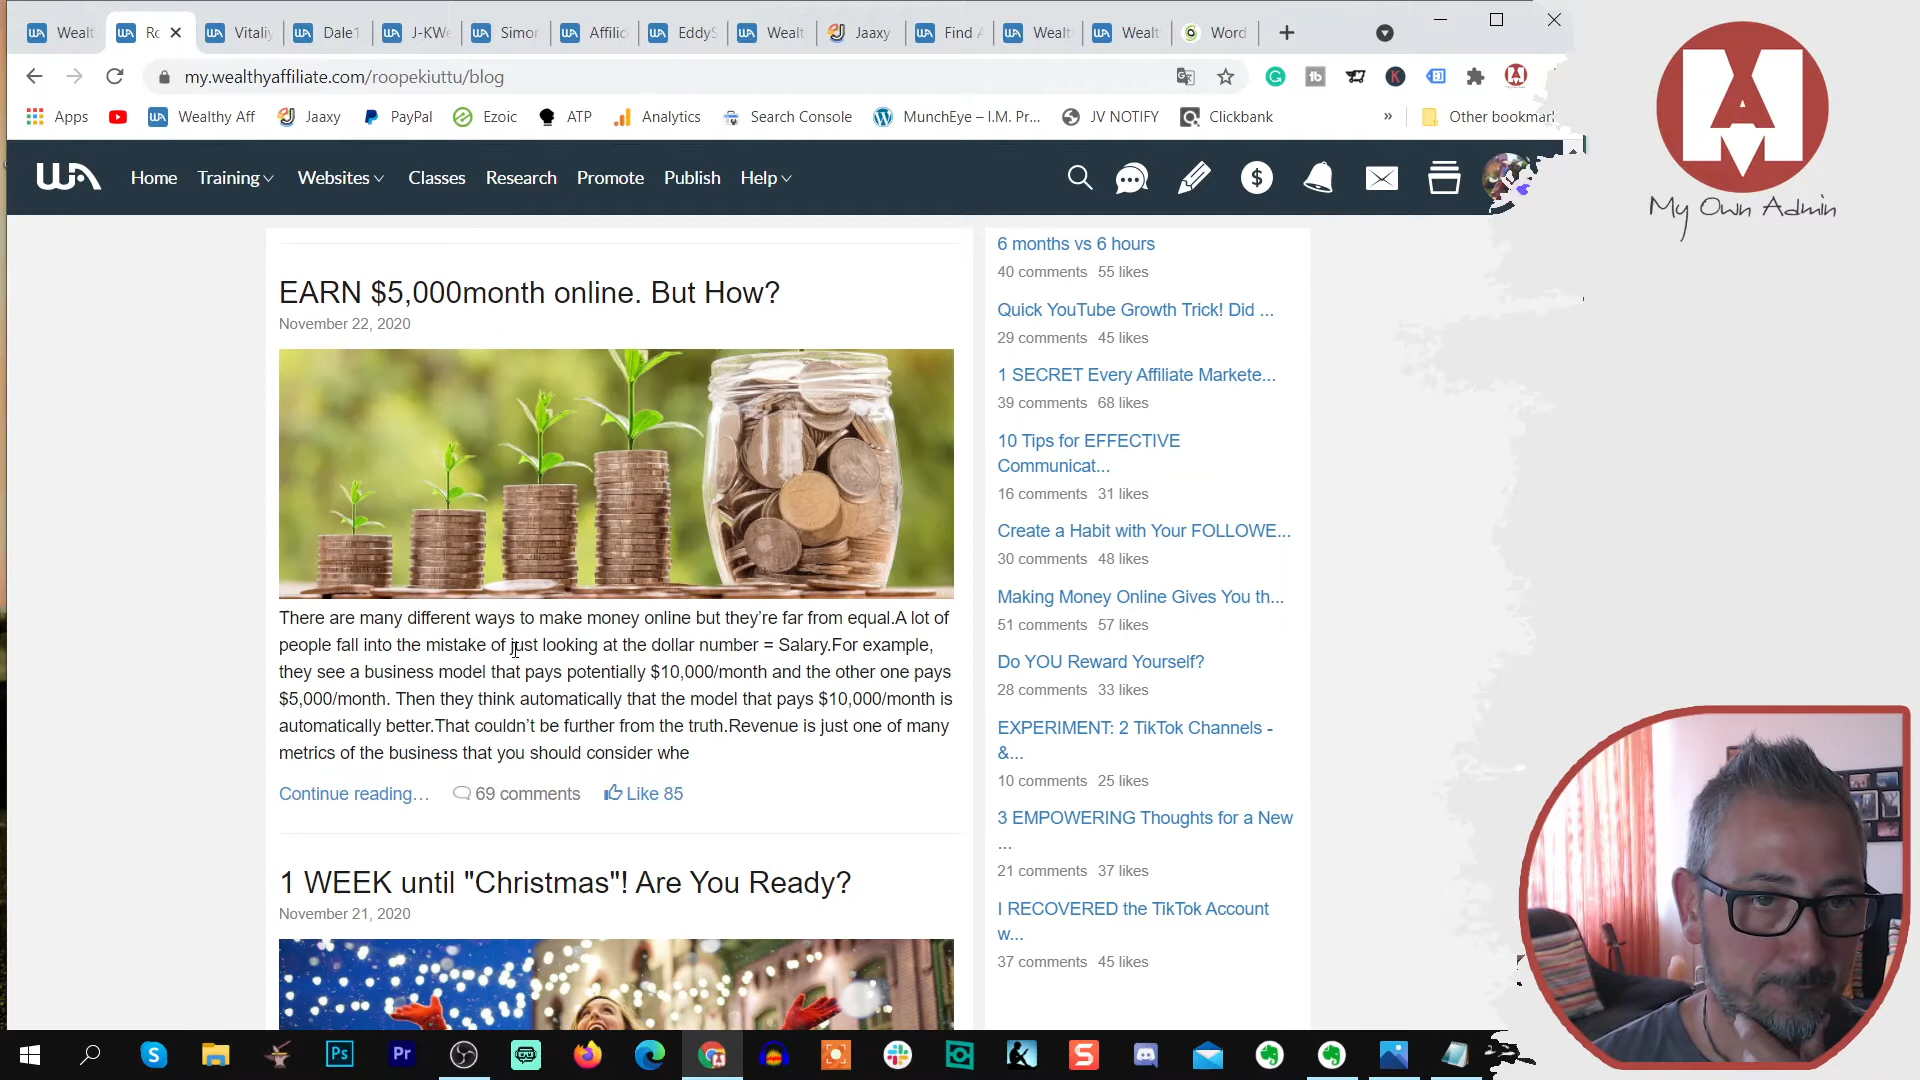 Wealt
Ro
Vitaliy
Dale1
J-KWe
Simor
Affilic
EddyS
Wealt
Jaaxy
Find A
Wealt
Wealt
Word
my.wealthyaffiliate.com/roopekiuttu/blog
Apps
Wealthy Aff
Jaaxy
PayPal
Ezoic
ATP
Analytics
Search Console
MunchEye – I.M. Pr...
JV NOTIFY
Clickbank
»
Other bookmar
WA
Home
Training
Websites
Classes
Research
Promote
Publish
Help
EARN $5,000month online. But How?
November 22, 2020
There are many different ways to make money online but they're far from equal.A lot of
people fall into the mistake of just looking at the dollar number = Salary.For example,
they see a business model that pays potentially $10,000/month and the other one pays
$5,000/month. Then they think automatically that the model that pays $10,000/month is
automatically better.That couldn't be further from the truth.Revenue is just one of many
metrics of the business that you should consider whe
Continue reading… 69 comments Like 85
1 WEEK until "Christmas"! Are You Ready?
November 21, 2020
6 months vs 6 hours
40 comments 55 likes
Quick YouTube Growth Trick! Did ...
29 comments 45 likes
1 SECRET Every Affiliate Markete...
39 comments 68 likes
10 Tips for EFFECTIVE
Communicat...
16 comments 31 likes
Create a Habit with Your FOLLOWE...
30 comments 48 likes
Making Money Online Gives You th...
51 comments 57 likes
Do YOU Reward Yourself?
28 comments 33 likes
EXPERIMENT: 2 TikTok Channels -
&...
10 comments 25 likes
3 EMPOWERING Thoughts for a New
...
21 comments 37 likes
I RECOVERED the TikTok Account
w...
37 comments 45 likes
My Own Admin
Ps
Pr